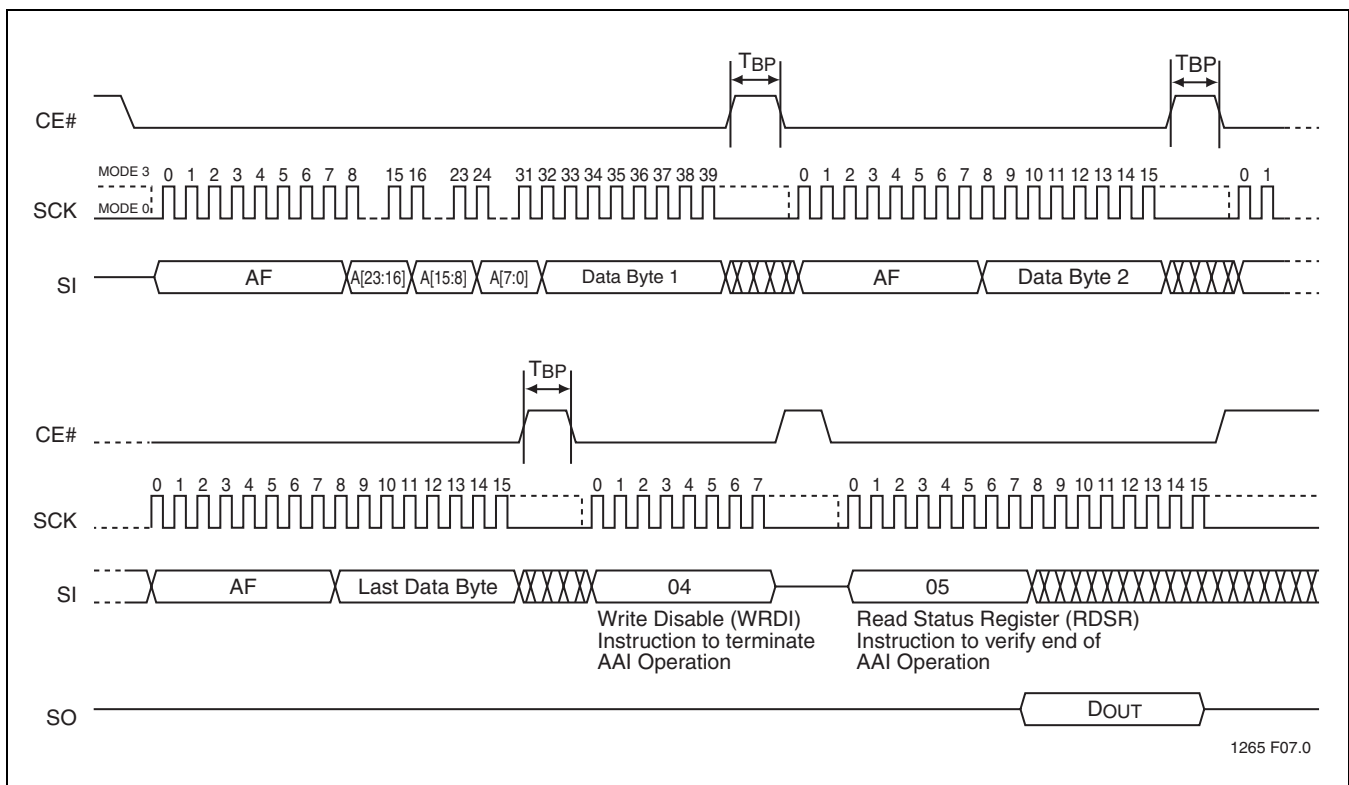 TBP TBP
CE#
MODE 3 0 1 2 3 4 5 6 7 8 15 16 23 24 31 32 33 34 35 36 37 38 39 0 1 2 3 4 5 6 7 8 9 10 11 12 13 14 15 0 1
SCK MODE 0
SI AF A[23:16] A[15:8] A[7:0] Data Byte 1 AF Data Byte 2
TBP
CE#
0 1 2 3 4 5 6 7 8 9 10 11 12 13 14 15 0 1 2 3 4 5 6 7 0 1 2 3 4 5 6 7 8 9 10 11 12 13 14 15
SCK
SI AF Last Data Byte 04 05
Write Disable (WRDI)
Instruction to terminate
AAI Operation
Read Status Register (RDSR)
Instruction to verify end of
AAI Operation
SO DOUT
1265 F07.0